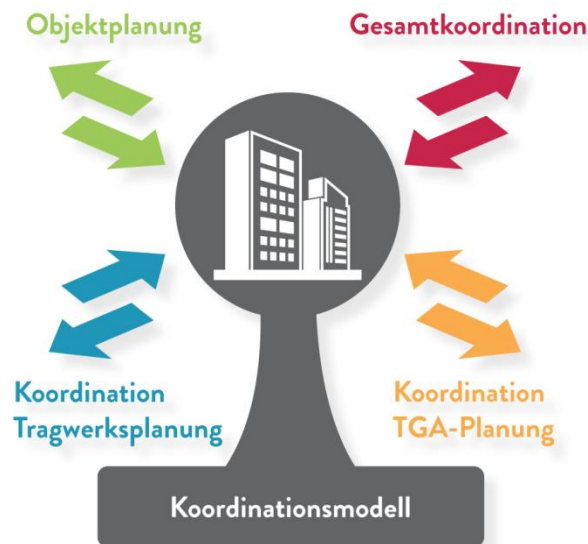 Objektplanung
Gesamtkoordination
Koordination
Tragwerksplanung
Koordination
TGA-Planung
Koordinationsmodell